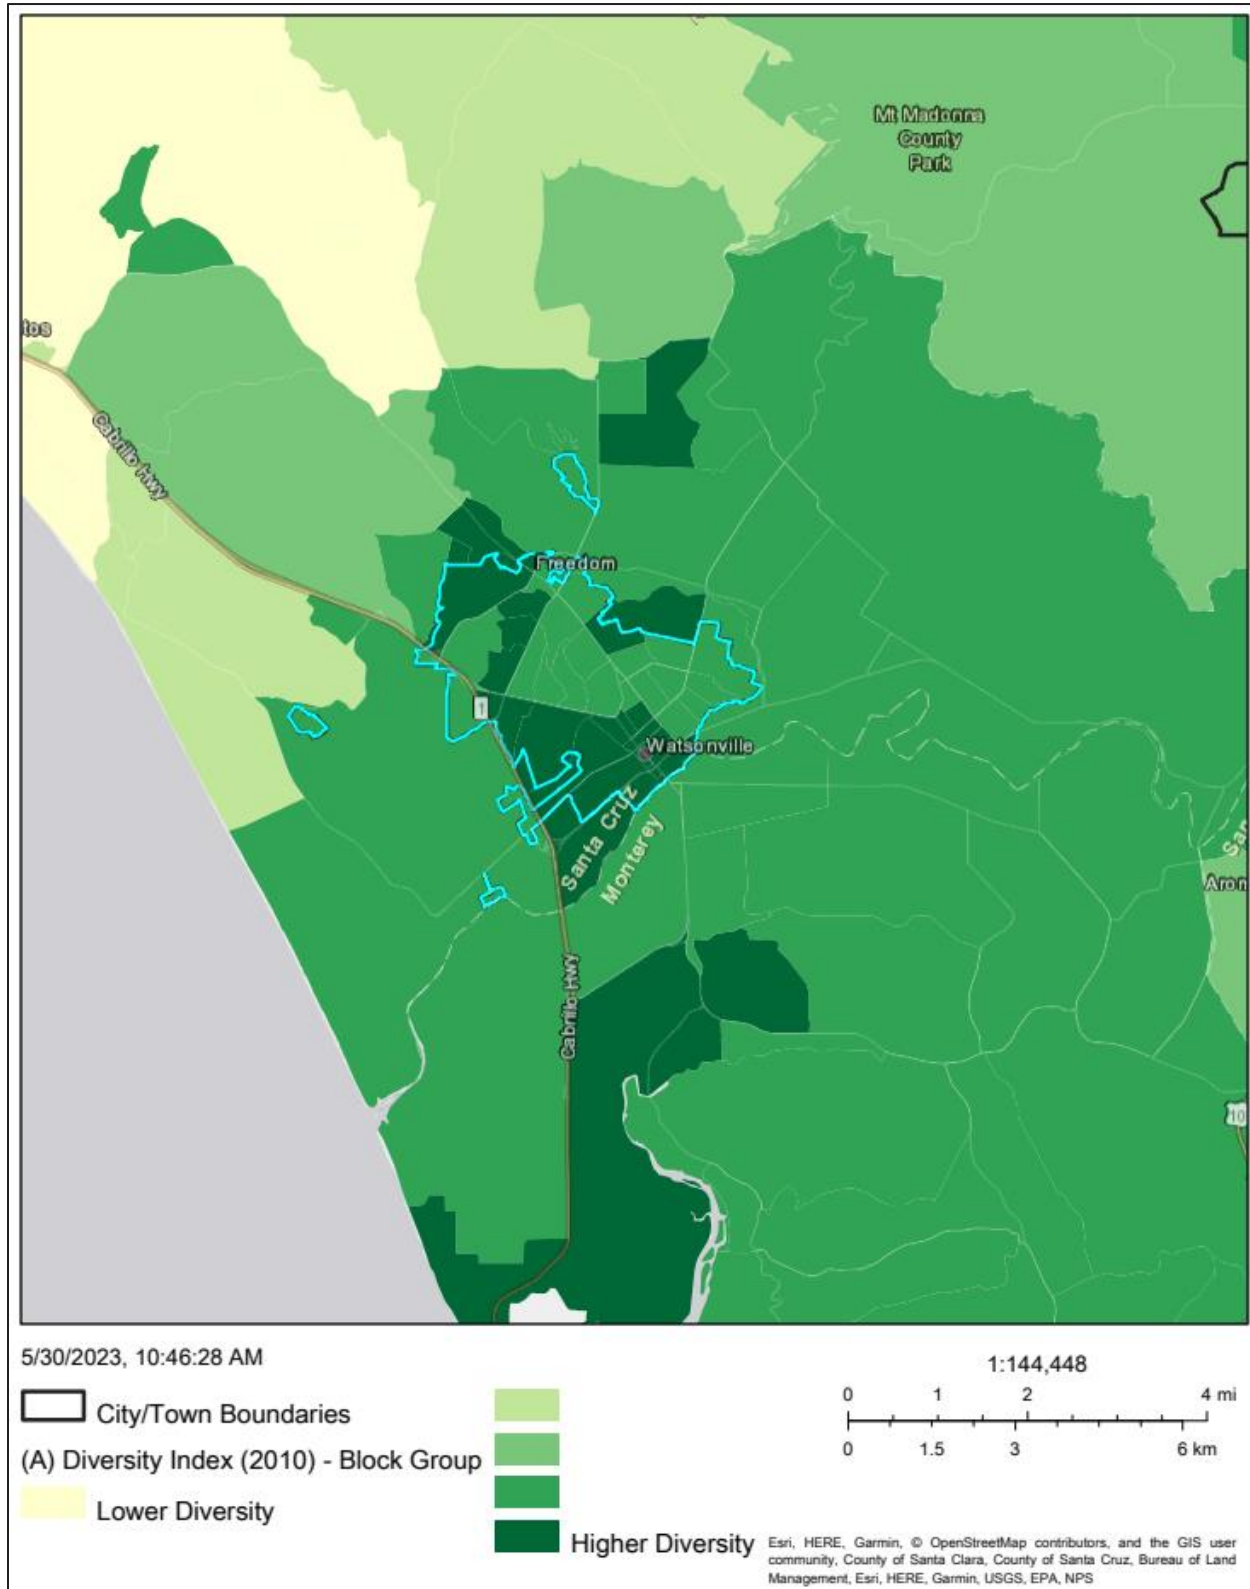 Mt Madonna
County
Park
tos
Cabrillo Hwy
Freedom
1
Watsonville
Santa Cruz
Monterey
San
Arom
Cabrillo Hwy
10
5/30/2023, 10:46:28 AM
1:144,448
City/Town Boundaries
(A) Diversity Index (2010) - Block Group
Lower Diversity
Higher Diversity
0 1 2 4 mi
0 1.5 3 6 km
Esri, HERE, Garmin, © OpenStreetMap contributors, and the GIS user
community, County of Santa Clara, County of Santa Cruz, Bureau of Land
Management, Esri, HERE, Garmin, USGS, EPA, NPS